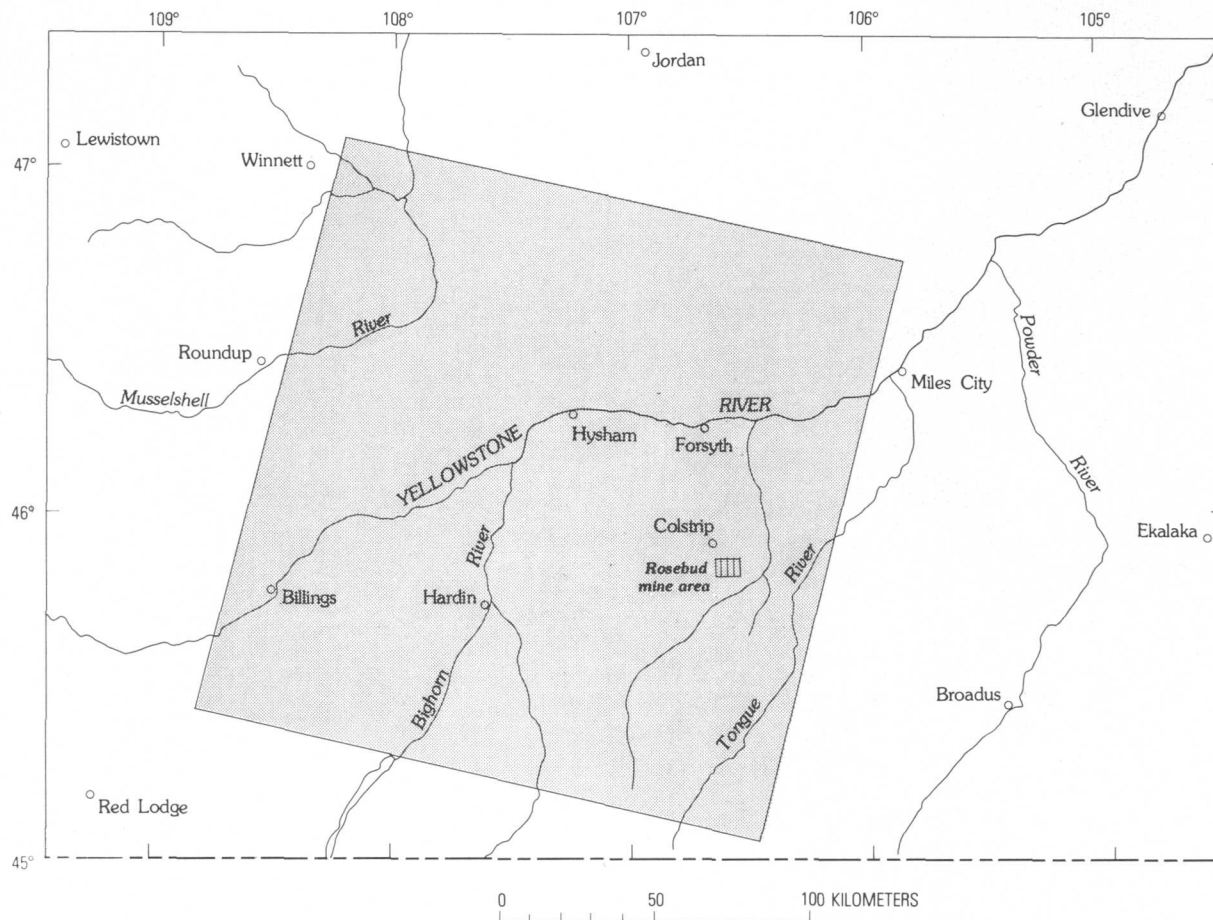 109° 108° 107° 106° 105°
Jordan
Glendive
Lewistown
47°
Winnett
River
Powder
Roundup
Miles City
Musselshell
RIVER
Hysham
Forsyth
YELLOWSTONE
River
46°
Colstrip
Ekalaka
River
River
Rosebud
mine area
Billings
Hardin
Bighorn
Broadus
Tongue
Red Lodge
45°
0 50 100 KILOMETERS